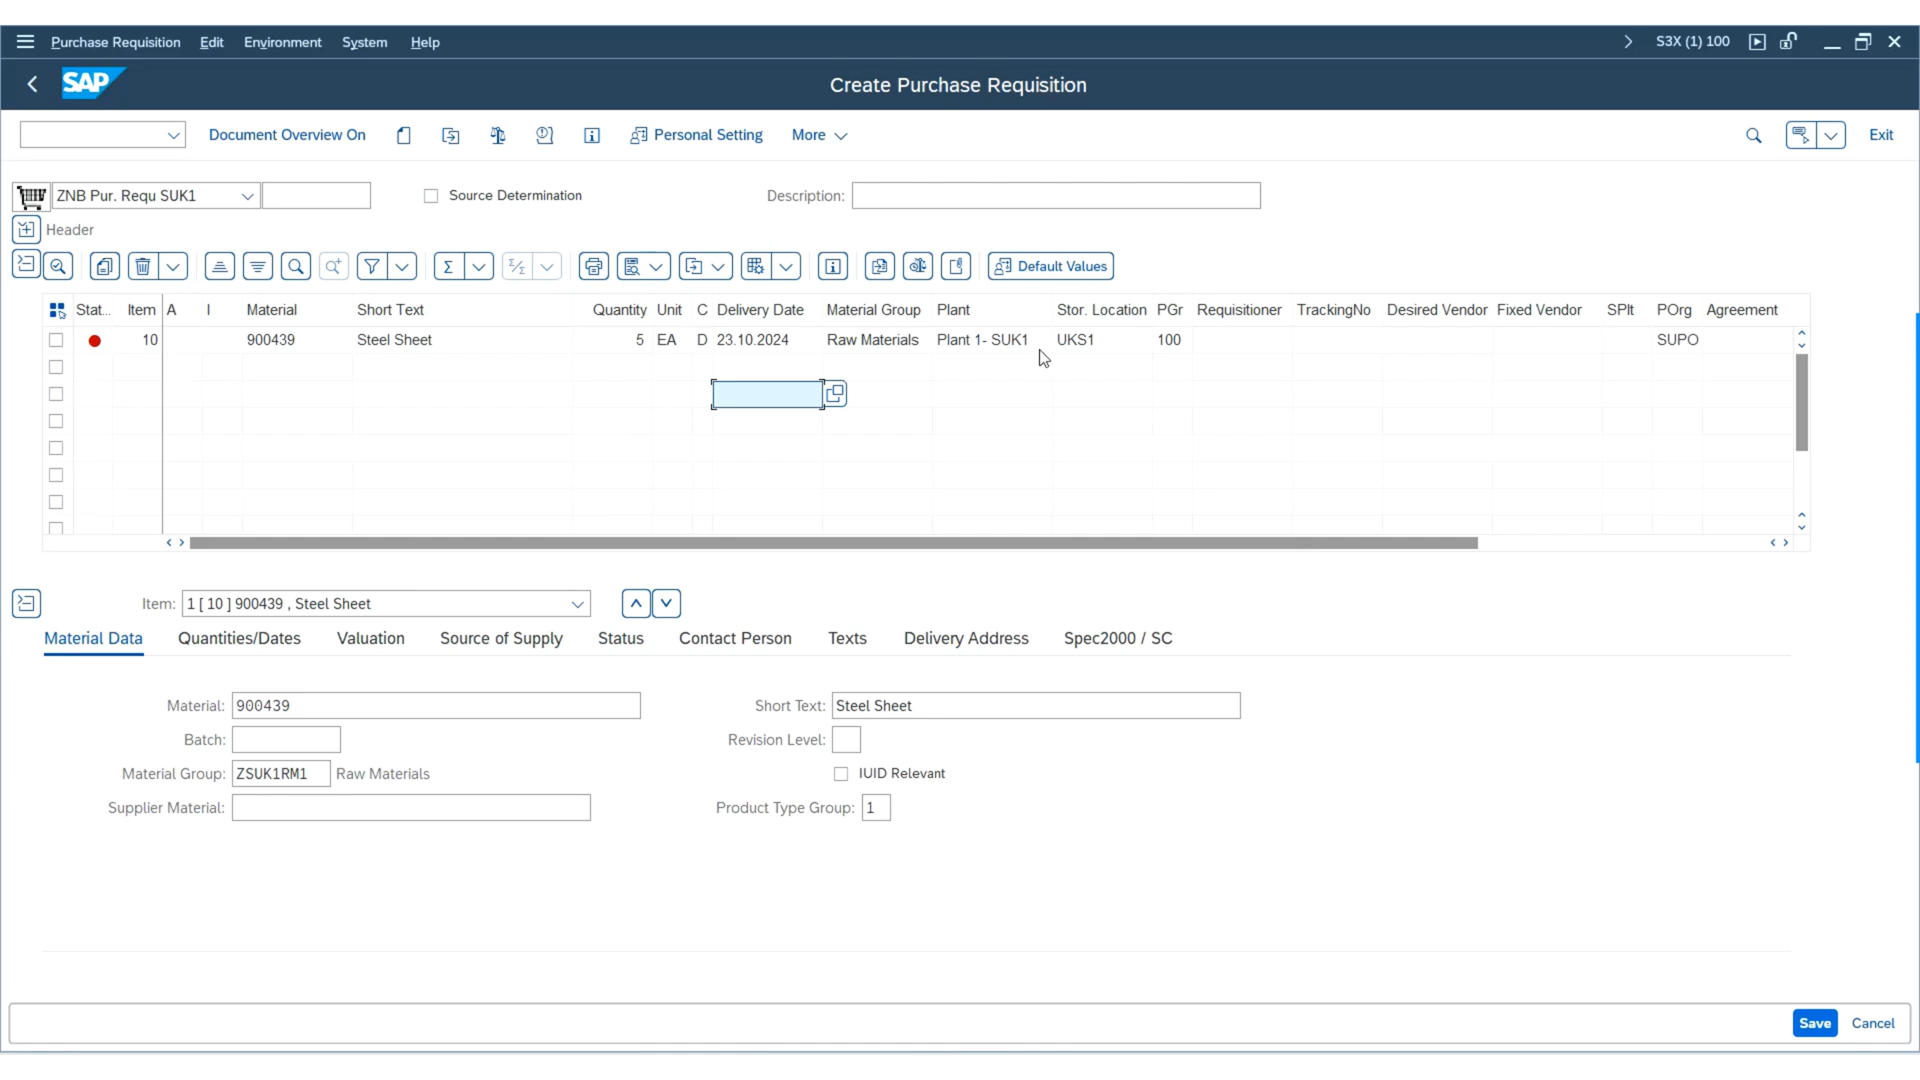 Purchase Requisition Edit Environment System Help S3X (1) 100
SAP Create Purchase Requisition
Document Overview On Personal Setting More Exit
ZNB Pur. Requ SUK1 Source Determination Description:
Header
Default Values
Stat... Item A I Material Short Text Quantity Unit C Delivery Date Material Group Plant Stor. Location PGr Requisitioner TrackingNo Desired Vendor Fixed Vendor SPlt POrg Agreement
10 900439 Steel Sheet 5 EA D 23.10.2024 Raw Materials Plant 1- SUK1 UKS1 100 SUPO
Item: 1 [ 10 ] 900439 , Steel Sheet
Material Data Quantities/Dates Valuation Source of Supply Status Contact Person Texts Delivery Address Spec2000 / SC
Material: 900439 Short Text: Steel Sheet
Batch: Revision Level:
Material Group: ZSUK1RM1 Raw Materials IUID Relevant
Supplier Material: Product Type Group: 1
Save Cancel